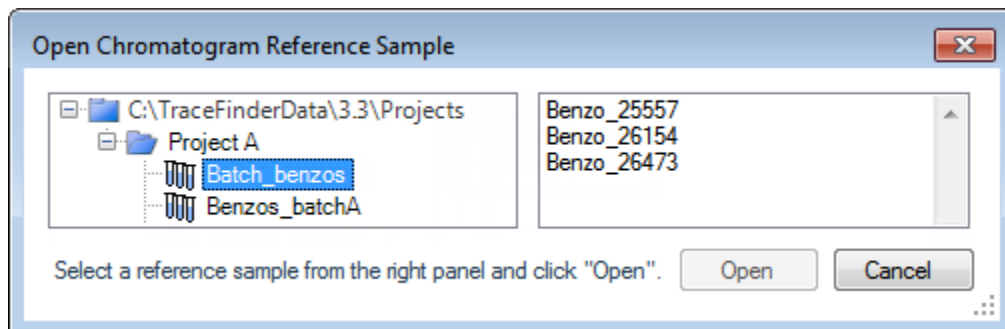 Open Chromatogram Reference Sample
C:\TraceFinderData\3.3\Projects
Project A
Batch_benzos
Benzos_batchA
Benzo_25557
Benzo_26154
Benzo_26473
Select a reference sample from the right panel and click "Open".
Open
Cancel